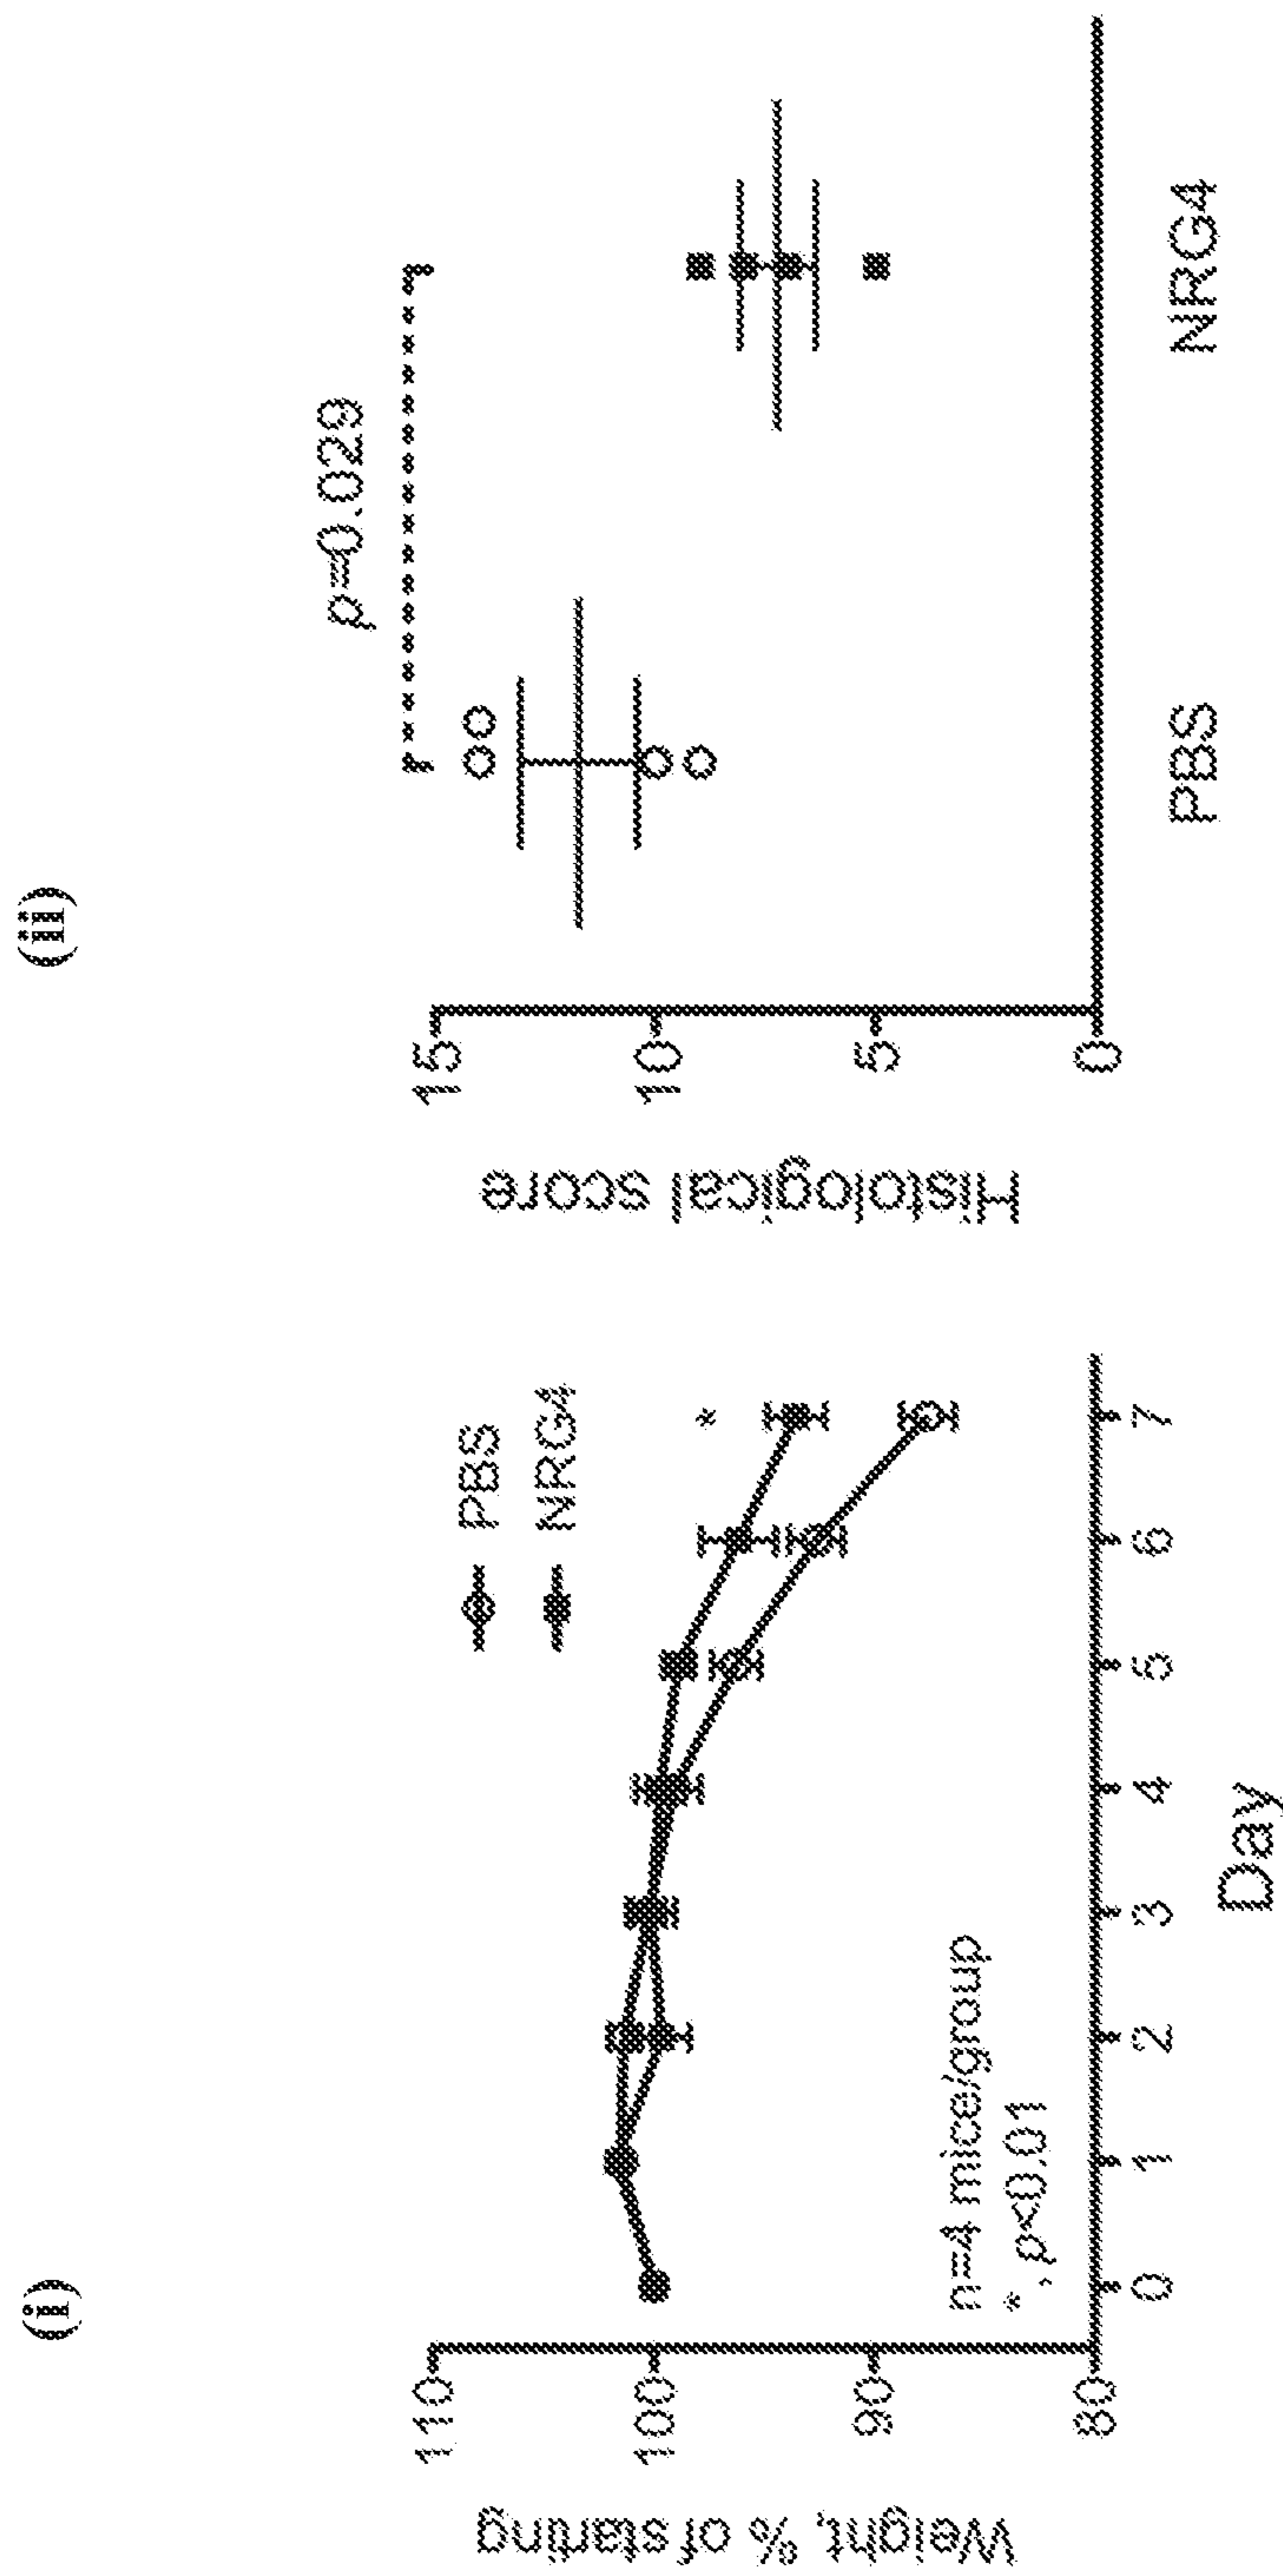 (i)
Weight, % of starting
110
100
90
80
PBS
NRG4
*
n=4 mice/group
*, p<0.01
0 1 2 3 4 5 6 7
Day
(ii)
Histological score
15
10
5
0
p=0.029
PBS NRG4